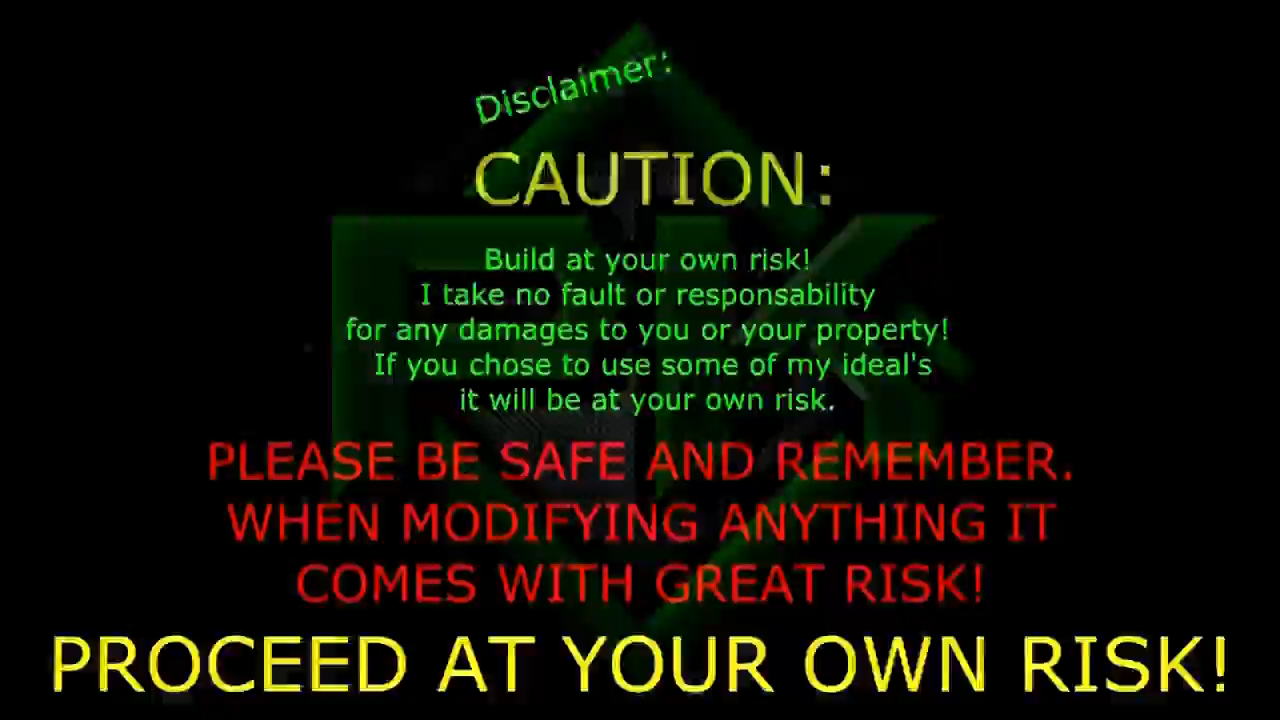 Disclaimer:
CAUTION:
Build at your own risk!
I take no fault or responsability
for any damages to you or your property!
If you chose to use some of my ideal's
it will be at your own risk.
PLEASE BE SAFE AND REMEMBER.
WHEN MODIFYING ANYTHING IT
COMES WITH GREAT RISK!
PROCEED AT YOUR OWN RISK!